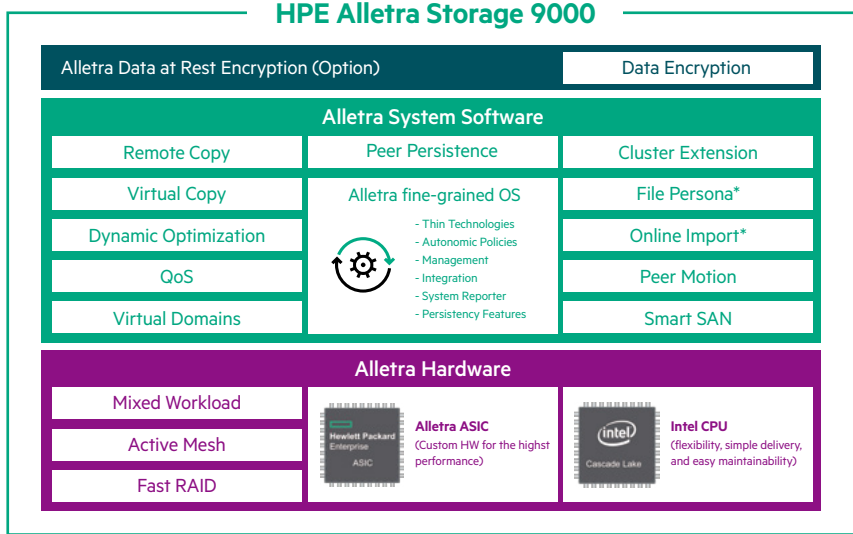 HPE Alletra Storage 9000
Alletra Data at Rest Encryption (Option)
Data Encryption
Alletra System Software
Remote Copy
Peer Persistence
Cluster Extension
Virtual Copy
Dynamic Optimization
QoS
Virtual Domains
Alletra fine-grained OS
- Thin Technologies
- Autonomic Policies
- Management
- Integration
- System Reporter
- Persistency Features
File Persona*
Online Import*
Peer Motion
Smart SAN
Alletra Hardware
Mixed Workload
Active Mesh
Fast RAID
Hewlett Packard
Enterprise
ASIC
Alletra ASIC
(Custom HW for the highst
performance)
intel
Cascade Lake
Intel CPU
(flexibility, simple delivery,
and easy maintainability)